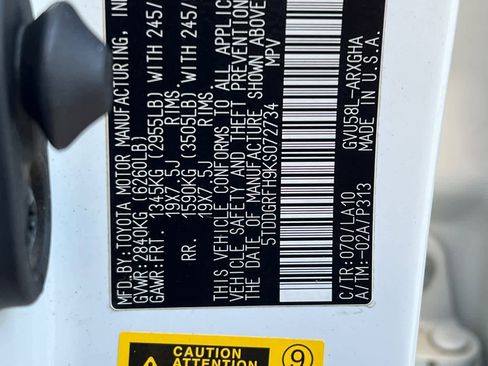 MFD.BY: TOYOTA MOTOR MANUFACTURING, IN
GVWR: 2840KG (6260LB)
GAWR: FRT. 1345KG (2955LB) WITH 245/
19X7.5J RIMS,
RR. 1590KG (3505LB) WITH 245/
19X7.5J RIMS,
THIS VEHICLE CONFORMS TO ALL APPLIC
VEHICLE SAFETY AND THEFT PREVENTION
THE DATE OF MANUFACTURE SHOWN ABOVE
5TDDGRFH9KS072734 MPV
C/TR: 070/LA10 GVU58L-ARXGHA
A/TM: -02A/P313 MADE IN U.S.A.
CAUTION
ATTENTION
9